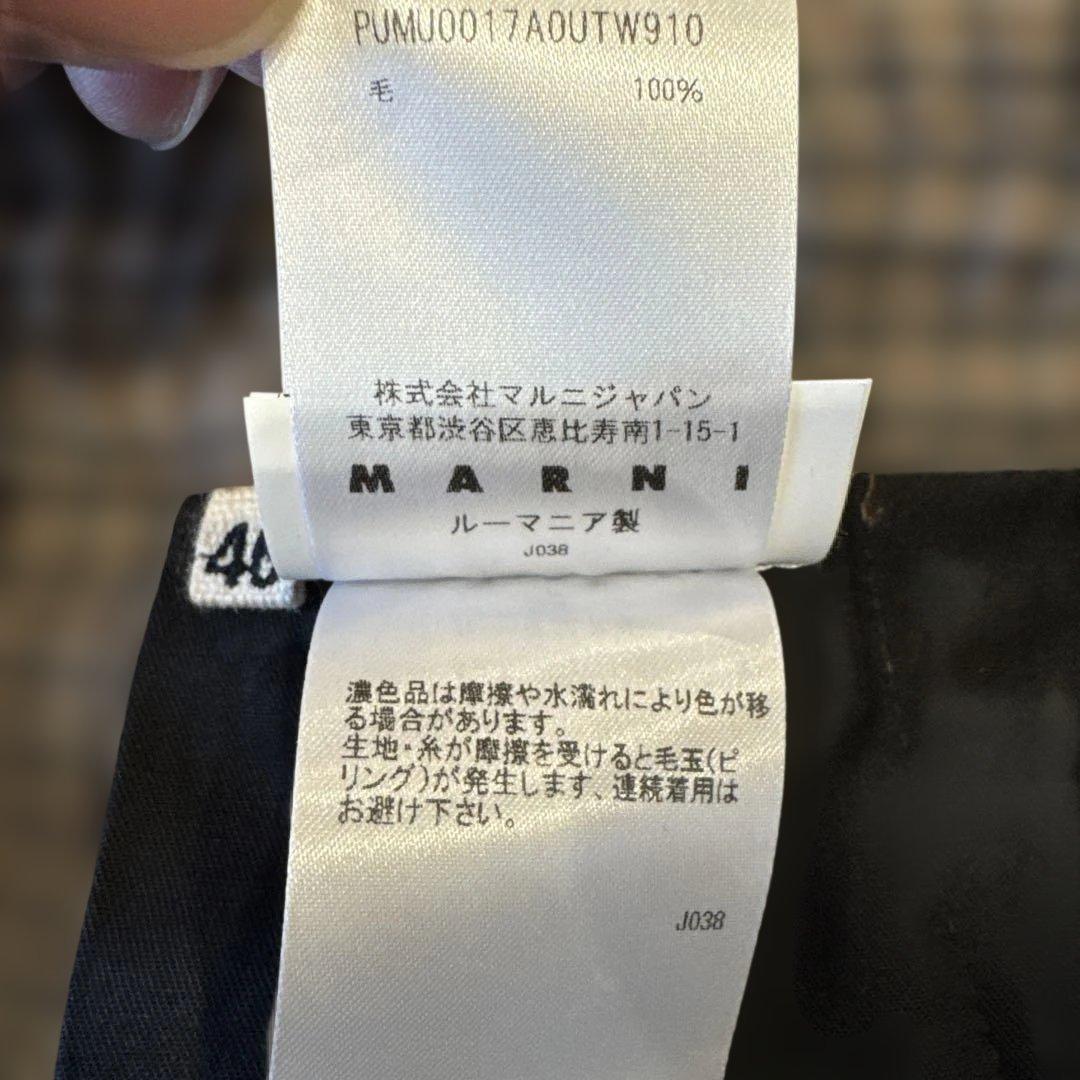 PUMU0017A0UTW910
毛 100%
株式会社マルニジャパン
東京都渋谷区恵比寿南1-15-1
MARNI
ルーマニア製
J038
濃色品は摩擦や水濡れにより色が移
る場合があります。
生地・糸が摩擦を受けると毛玉(ピ
リング)が発生します、連続着用は
お避け下さい。
J038